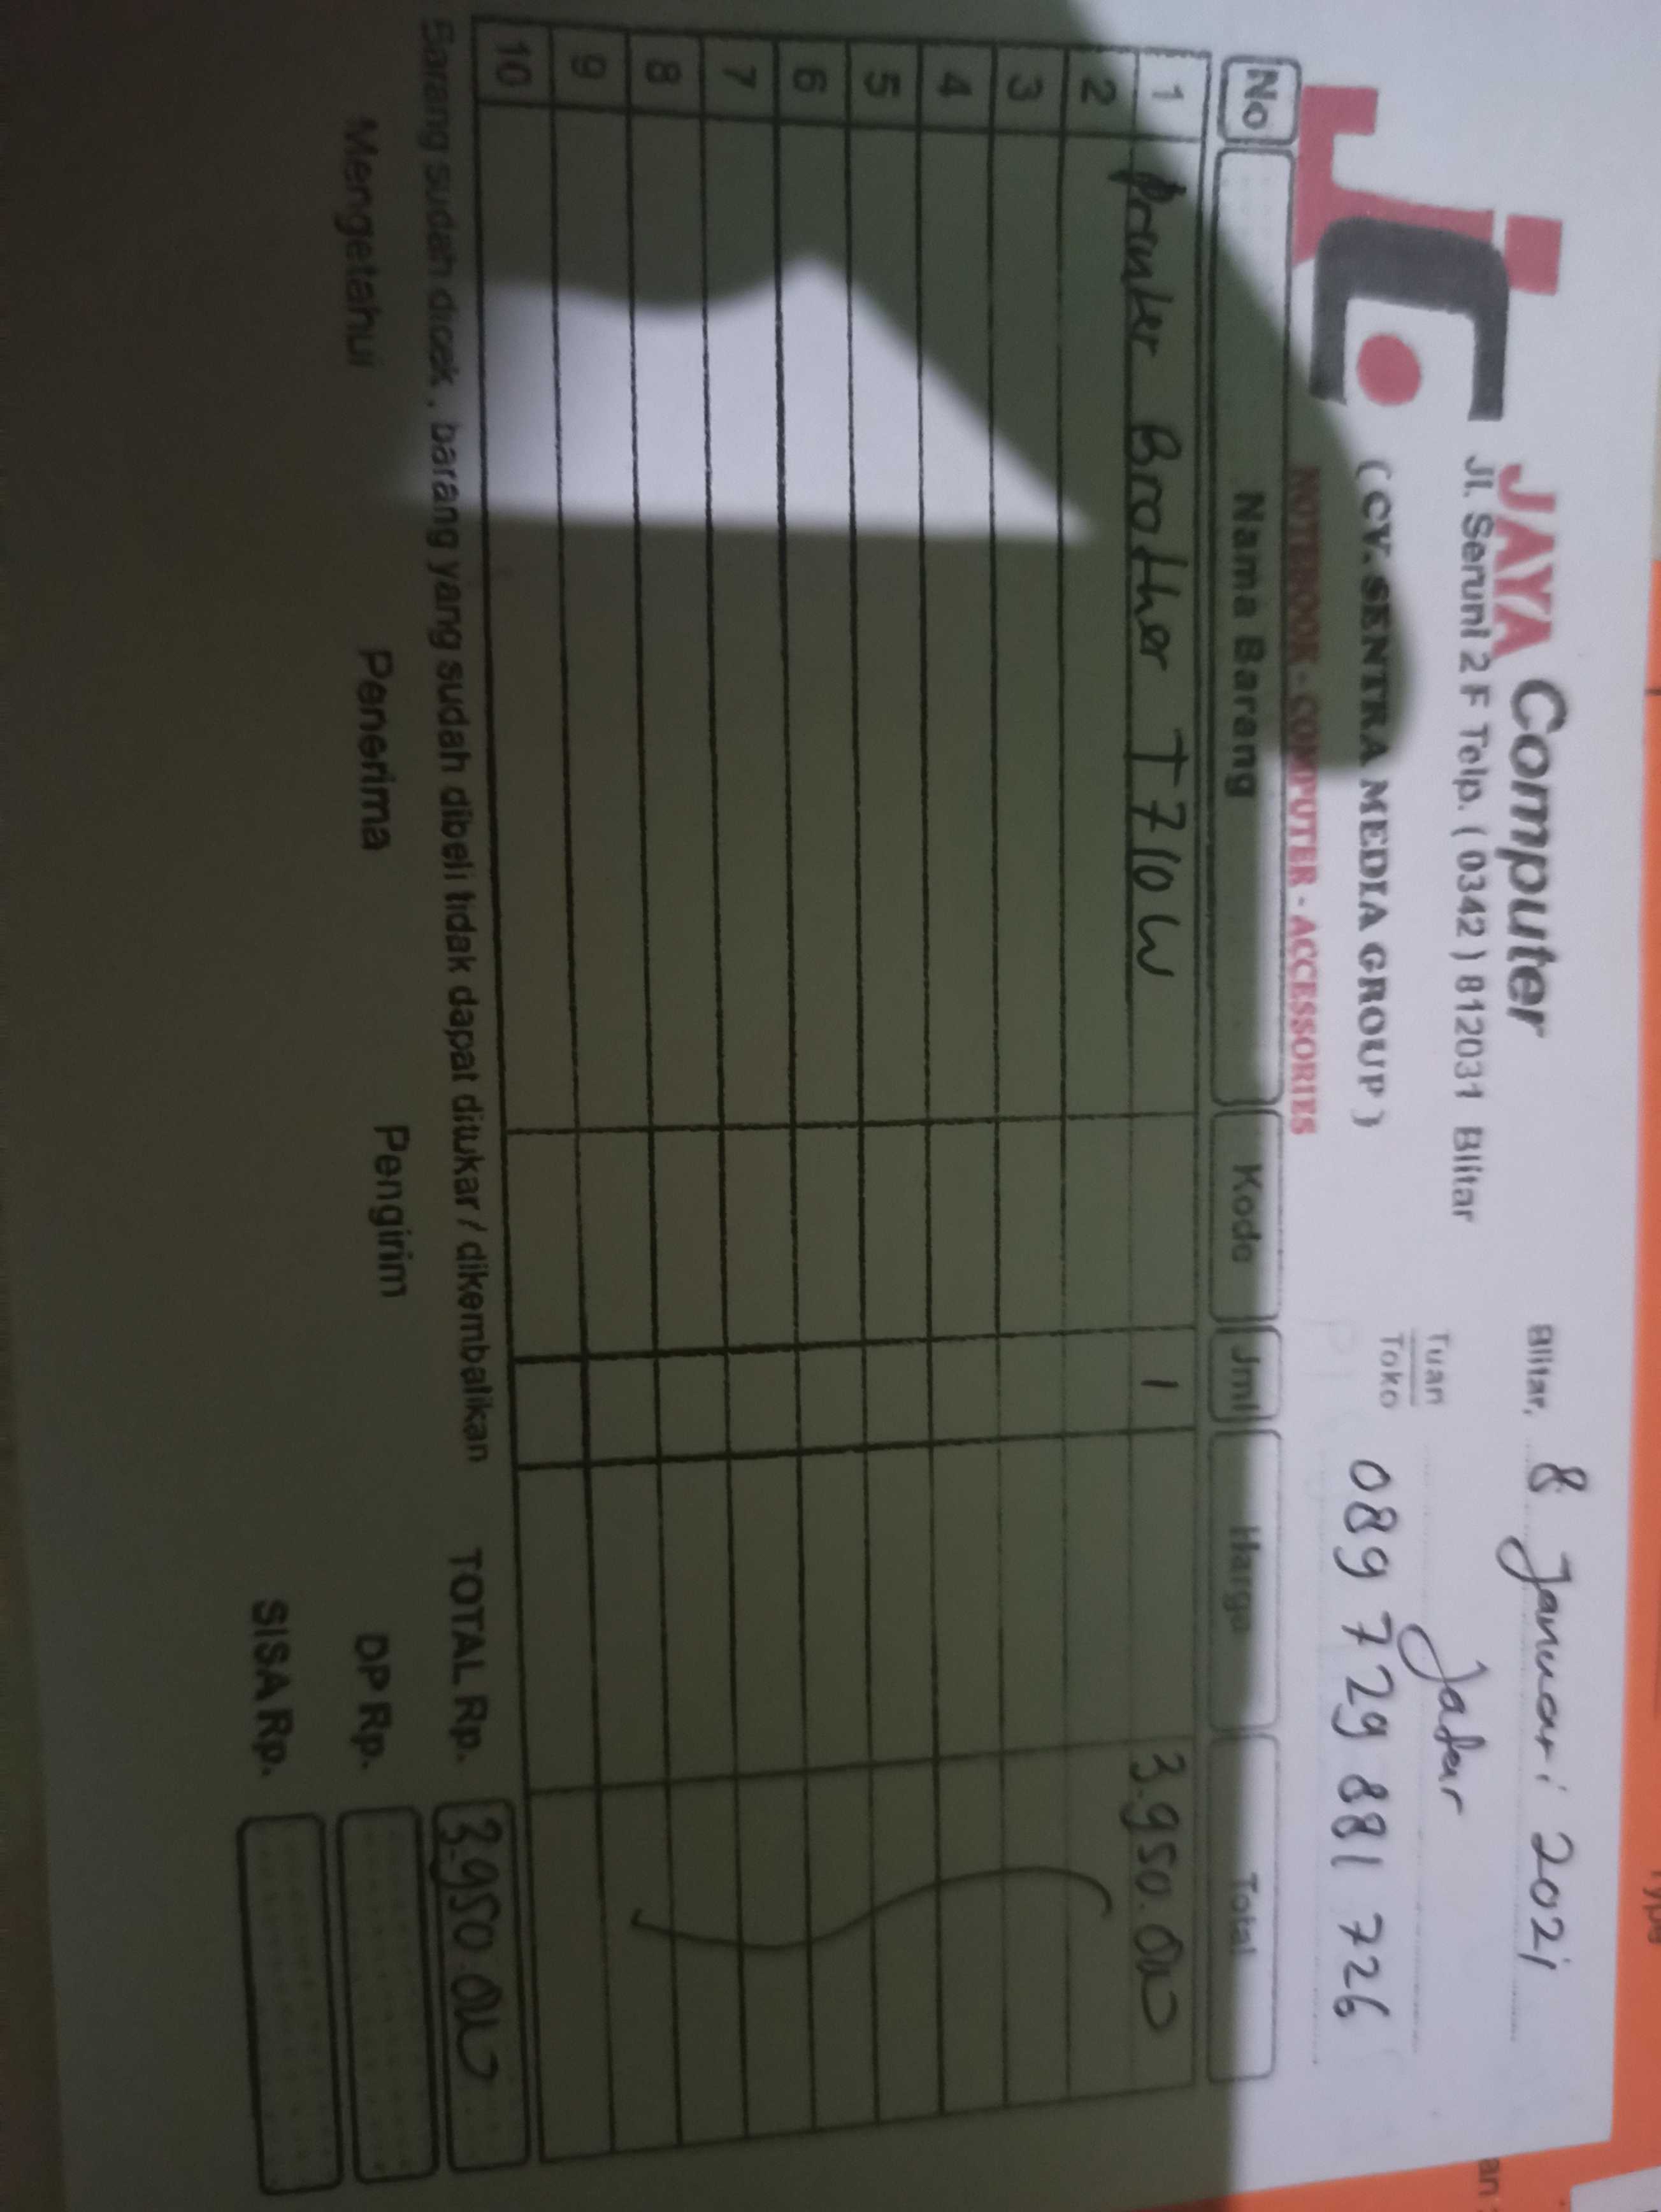 JAYA Computer
Jl. Seruni 2 F Telp. ( 0342 ) 812031 Blitar
( CV. SENTRA MEDIA GROUP )
NOTEBOOK - COMPUTER - ACCESSORIES
Blitar, 8 Januari 2021
Tuan Jafar
Toko 089 7 729 881 726
No Nama Barang Kode Jml Harga Total
1 Printer Brother T710W 1 3.950.000
2
3
4
5
6
7
8
9
10
Barang sudah dicek, barang yang sudah dibeli tidak dapat ditukar / dikembalikan TOTAL Rp. 3.950.000
Mengetahui Penerima Pengirim DP Rp.
SISA Rp.